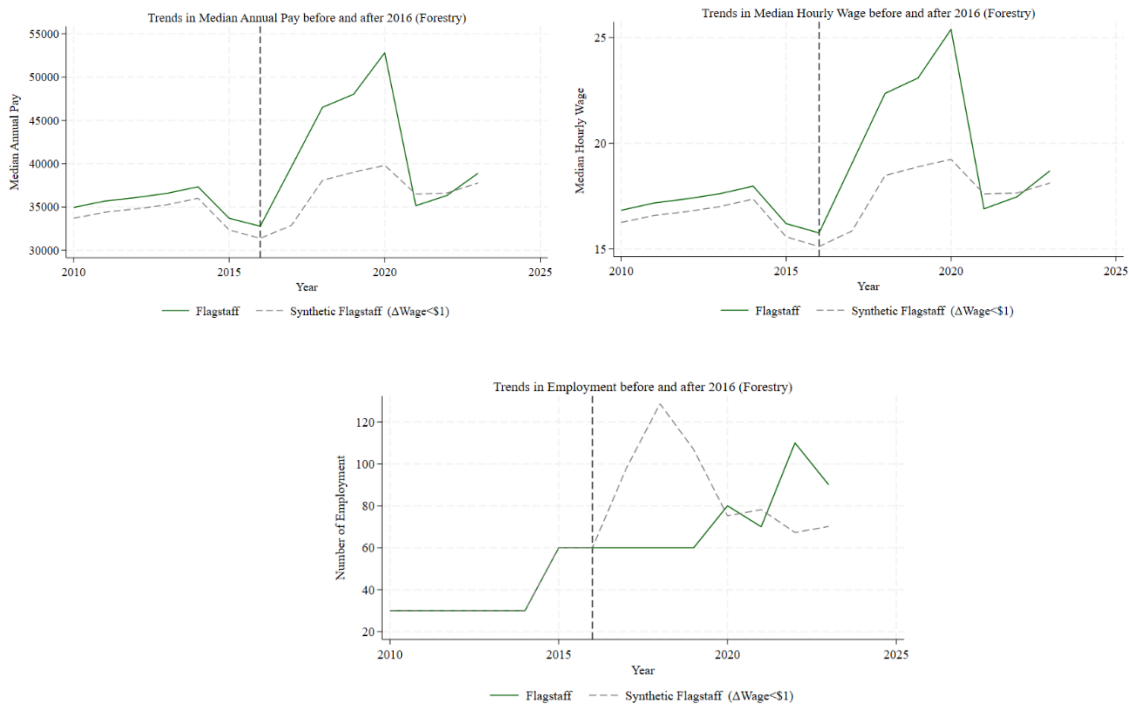 Trends in Median Annual Pay before and after 2016 (Forestry)
Median Annual Pay
55000
50000
45000
40000
35000
30000
2010
2015
2020
2025
Year
Flagstaff
Synthetic Flagstaff (ΔWage<$1)
Trends in Median Hourly Wage before and after 2016 (Forestry)
Median Hourly Wage
25
20
15
2010
2015
2020
2025
Year
Flagstaff
Synthetic Flagstaff (ΔWage<$1)
Trends in Employment before and after 2016 (Forestry)
Number of Employment
120
100
80
60
40
20
2010
2015
2020
2025
Year
Flagstaff
Synthetic Flagstaff (ΔWage<$1)